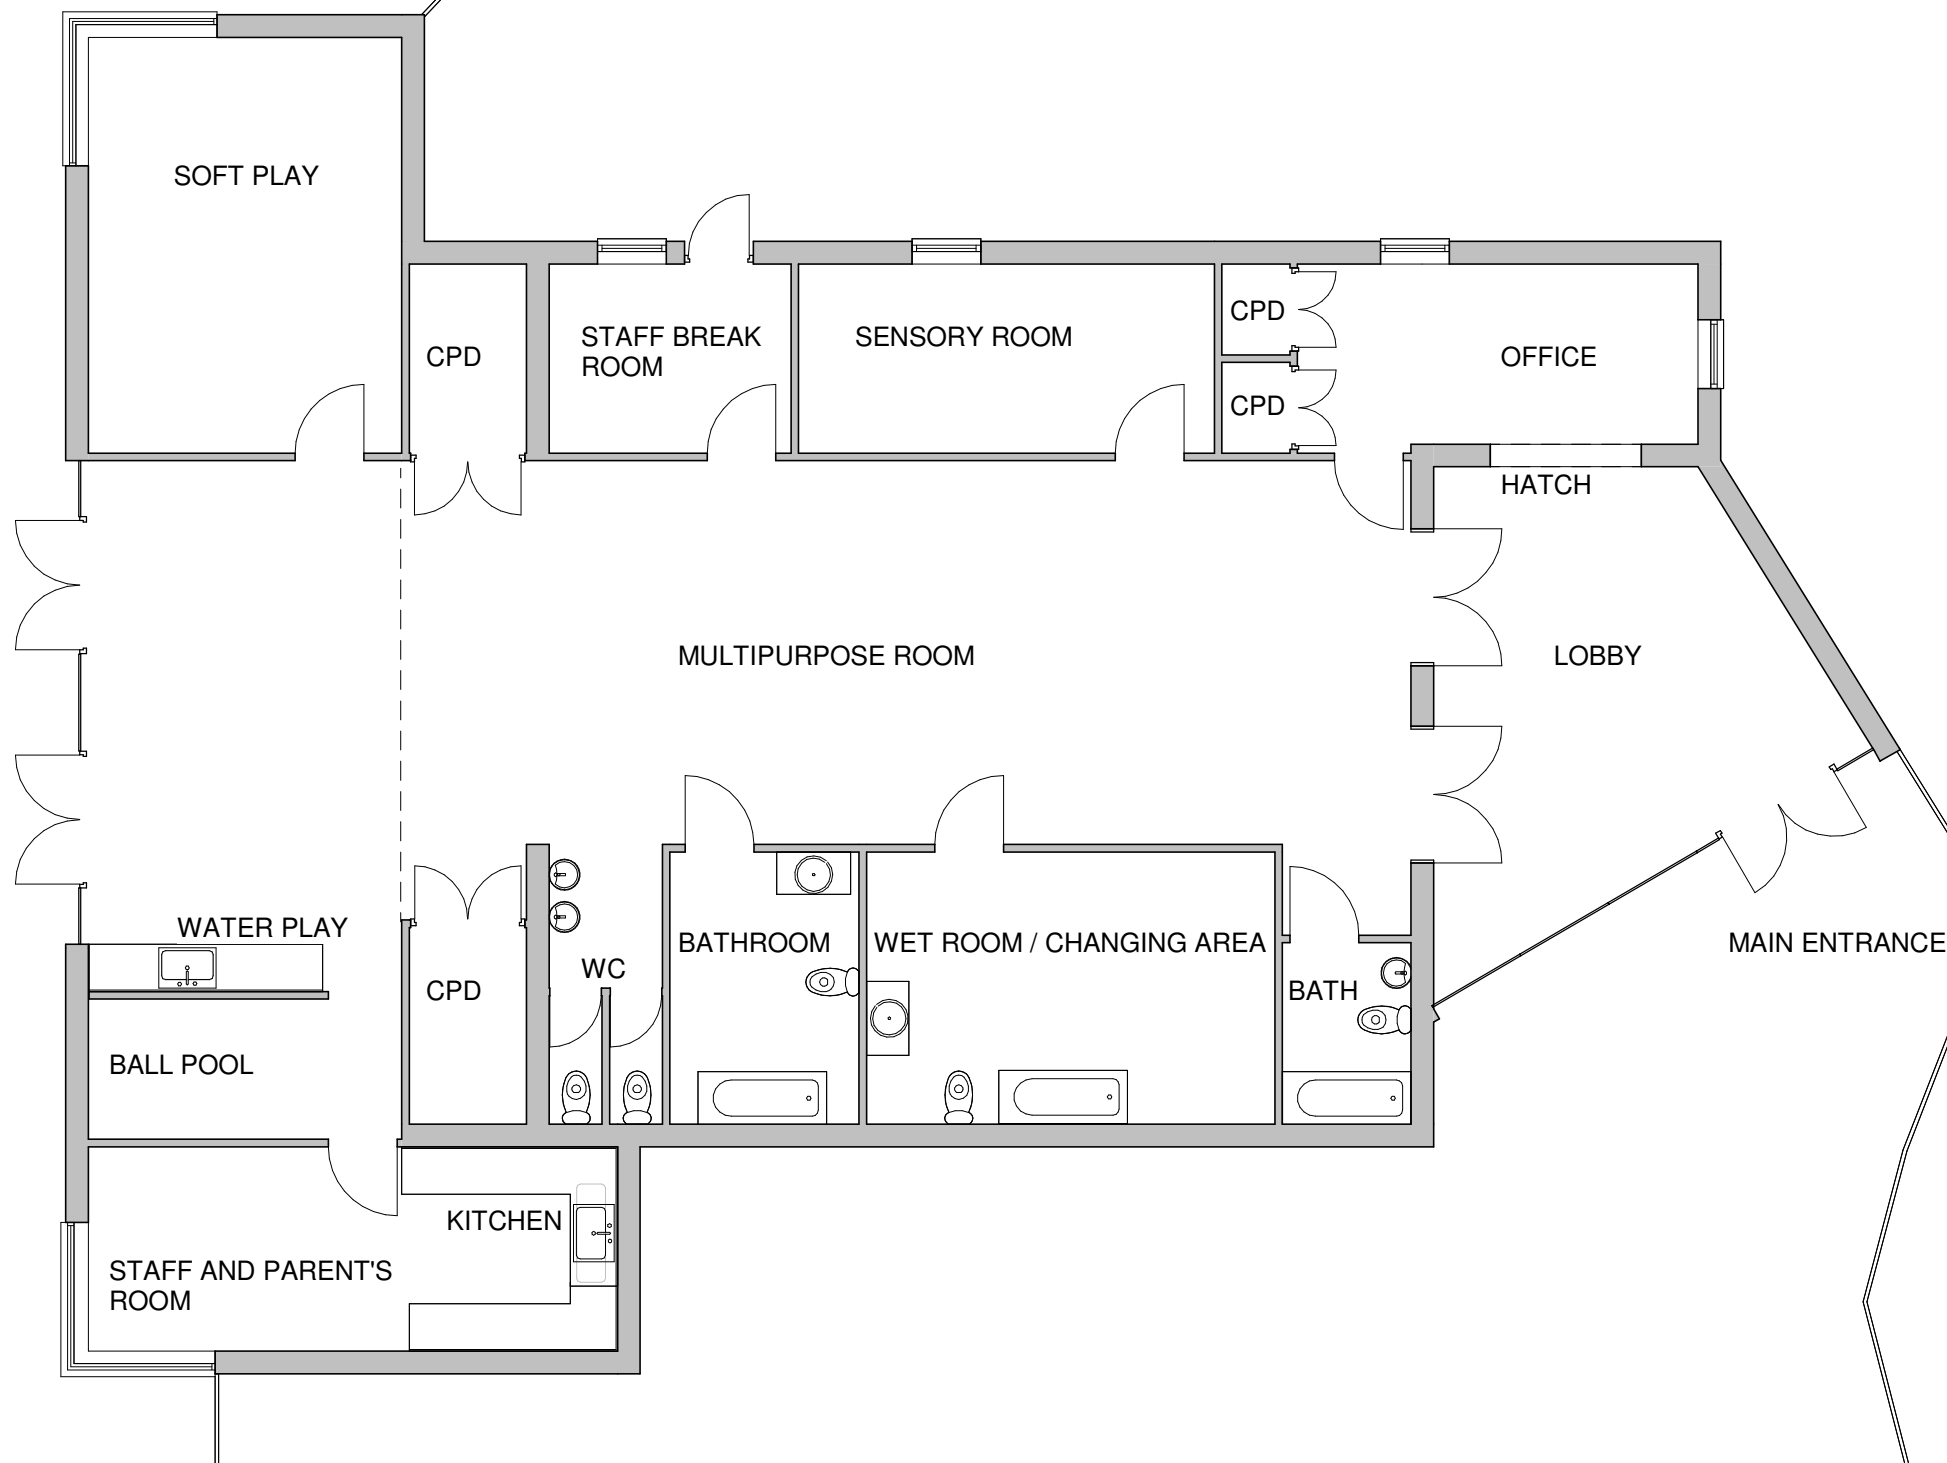 SOFT PLAY
CPD
STAFF BREAK
ROOM
SENSORY ROOM
CPD
CPD
OFFICE
HATCH
MULTIPURPOSE ROOM
LOBBY
WATER PLAY
BATHROOM
WET ROOM / CHANGING AREA
MAIN ENTRANCE
WC
CPD
BATH
BALL POOL
KITCHEN
STAFF AND PARENT'S
ROOM